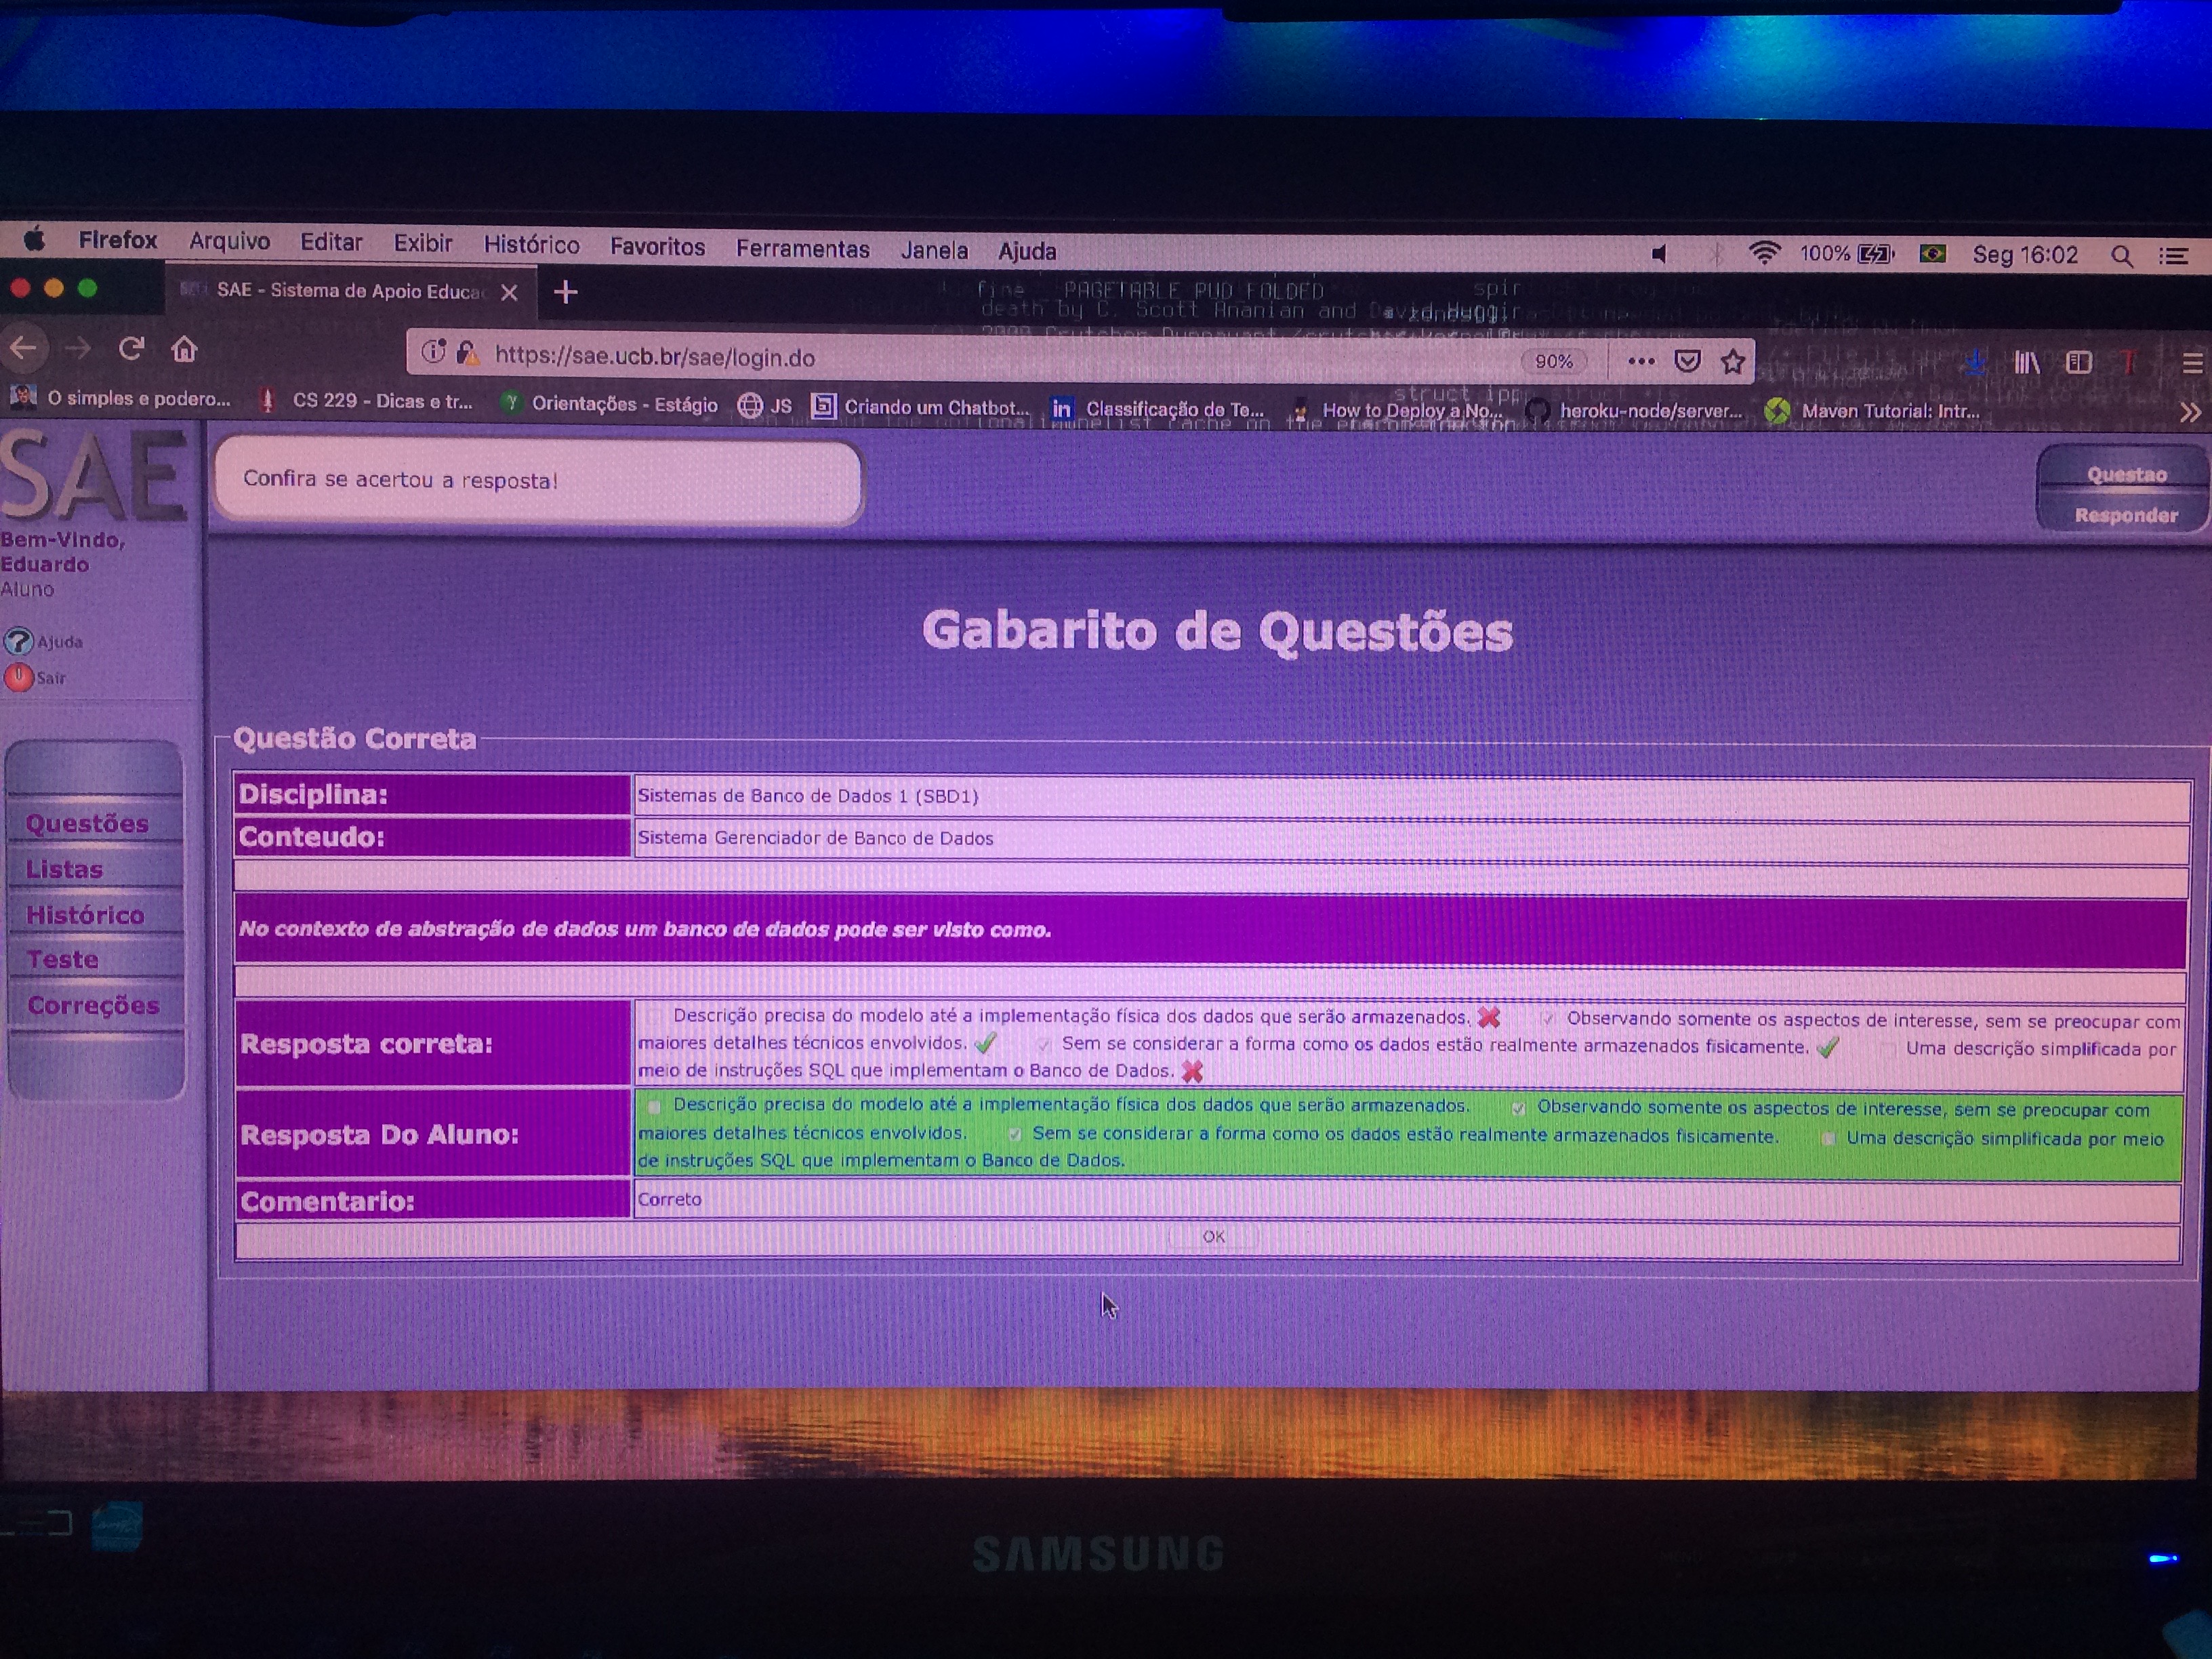 Firefox Arquivo Editar Exibir Histórico Favoritos Ferramentas Janela Ajuda 100% Seg 16:02
SAE - Sistema de Apoio Educa
fine PAGETABLE_PUD_FOLDED spir
death by C. Scott Ananian and
https://sae.ucb.br/sae/login.do 90%
struct ipp
O simples e podero... CS 229 - Dicas e tr... Orientações - Estágio JS Criando um Chatbot... in Classificação de Te... How to Deploy a No... heroku-node/server... Maven Tutorial: Intr...
SAE
Confira se acertou a resposta!
Questao
Responder
Bem-Vindo,
Eduardo
Aluno
Ajuda
Sair
Questões
Listas
Histórico
Teste
Correções
Gabarito de Questões
Questão Correta
Disciplina: Sistemas de Banco de Dados 1 (SBD1)
Conteudo: Sistema Gerenciador de Banco de Dados
No contexto de abstração de dados um banco de dados pode ser visto como.
Resposta correta:
Descrição precisa do modelo até a implementação física dos dados que serão armazenados. Observando somente os aspectos de interesse, sem se preocupar com
maiores detalhes técnicos envolvidos. Sem se considerar a forma como os dados estão realmente armazenados fisicamente. Uma descrição simplificada por
meio de instruções SQL que implementam o Banco de Dados.
Resposta Do Aluno:
Descrição precisa do modelo até a implementação física dos dados que serão armazenados. Observando somente os aspectos de interesse, sem se preocupar com
maiores detalhes técnicos envolvidos. Sem se considerar a forma como os dados estão realmente armazenados fisicamente. Uma descrição simplificada por meio
de instruções SQL que implementam o Banco de Dados.
Comentario: Correto
OK
SAMSUNG